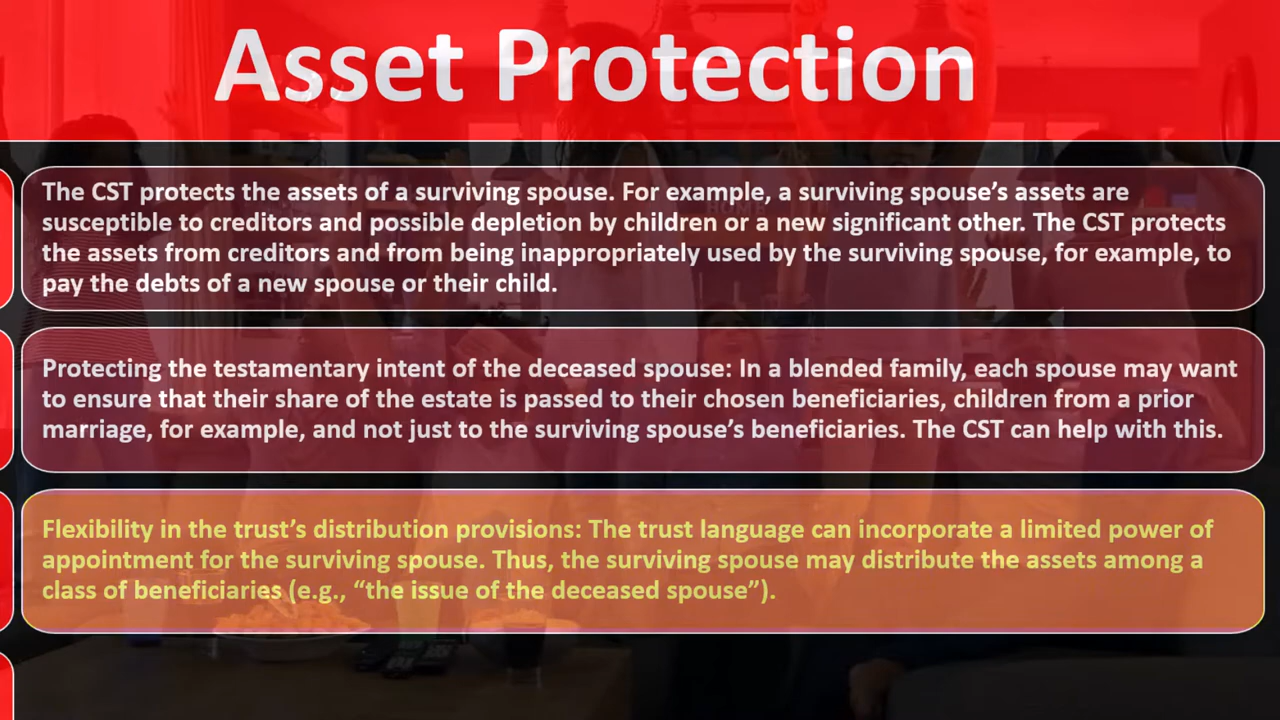 Asset Protection
The CST protects the assets of a surviving spouse. For example, a surviving spouse’s assets are
susceptible to creditors and possible depletion by children or a new significant other. The CST protects
the assets from creditors and from being inappropriately used by the surviving spouse, for example, to
pay the debts of a new spouse or their child.
Protecting the testamentary intent of the deceased spouse: In a blended family, each spouse may want
to ensure that their share of the estate is passed to their chosen beneficiaries, children from a prior
marriage, for example, and not just to the surviving spouse’s beneficiaries. The CST can help with this.
Flexibility in the trust’s distribution provisions: The trust language can incorporate a limited power of
appointment for the surviving spouse. Thus, the surviving spouse may distribute the assets among a
class of beneficiaries (e.g., “the issue of the deceased spouse”).